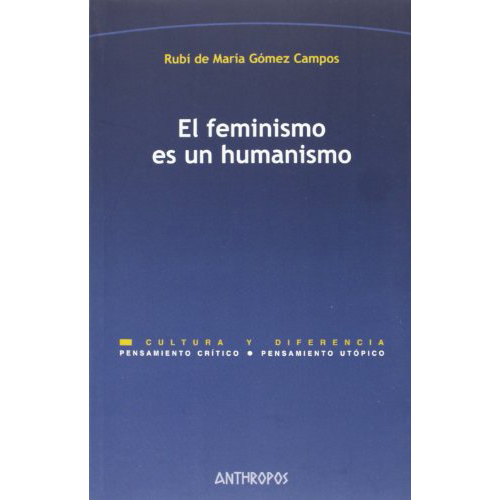 Rubí de María Gómez Campos
El feminismo
es un humanismo
CULTURA Y DIFERENCIA
PENSAMIENTO CRÍTICO ● PENSAMIENTO UTÓPICO
ANTHROPOS